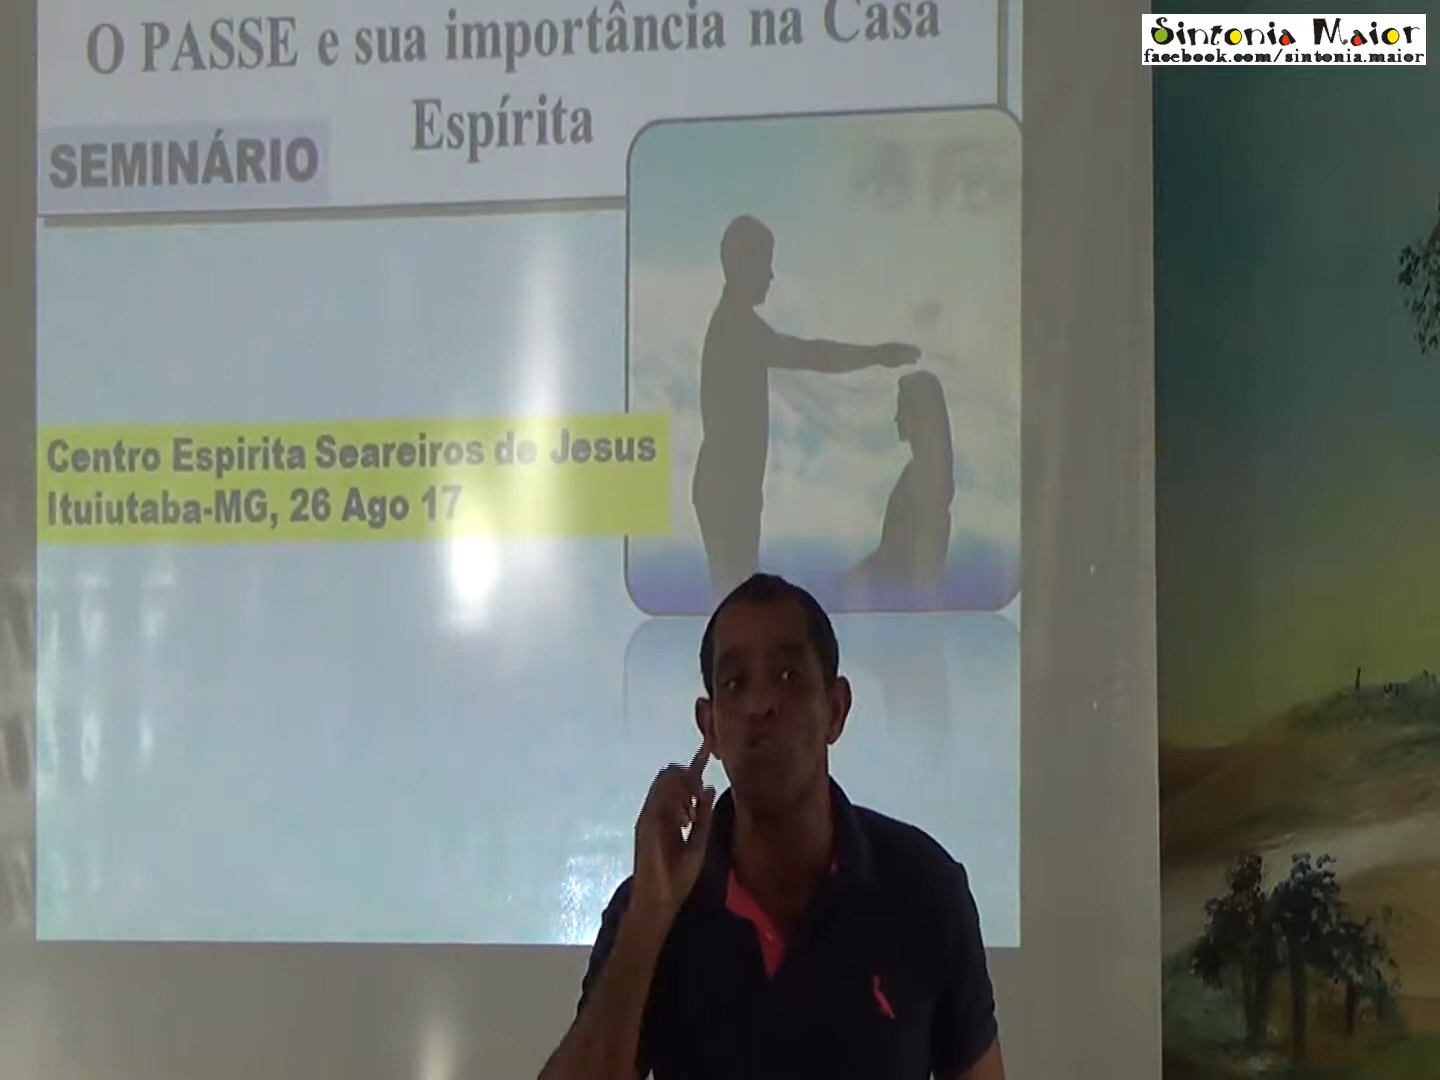 O PASSE e sua importância na Casa
Espírita
SEMINÁRIO
Centro Espirita Seareiros de Jesus
Ituiutaba-MG, 26 Ago 17
Sintonia Maior
facebook.com/sintonia.maior